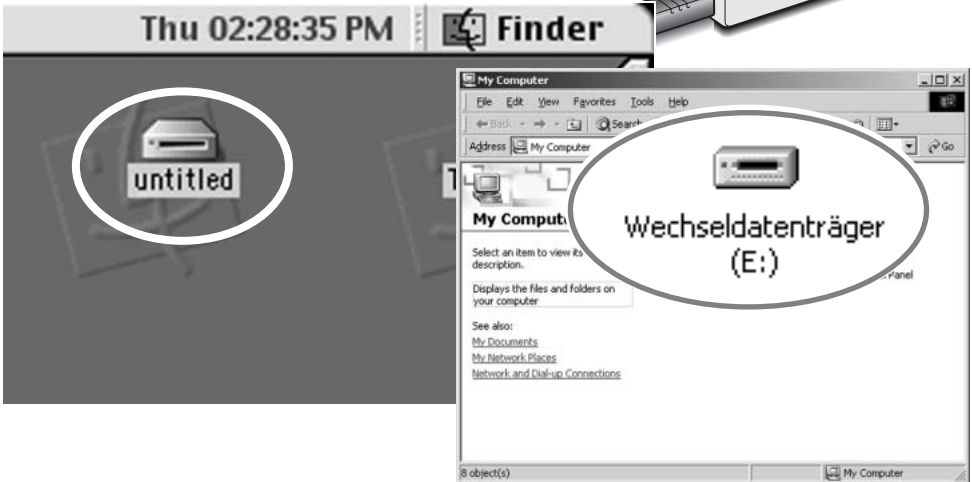 Thu 02:28:35 PM Finder
untitled
My Computer
File Edit View Favorites Tools Help
Back Search
Address My Computer Go
My Comput
Select an item to view its
description.
Displays the files and folders on
your computer
See also:
My Documents
My Network Places
Network and Dial-up Connections
Wechseldatenträger
(E:)
Panel
8 object(s) My Computer